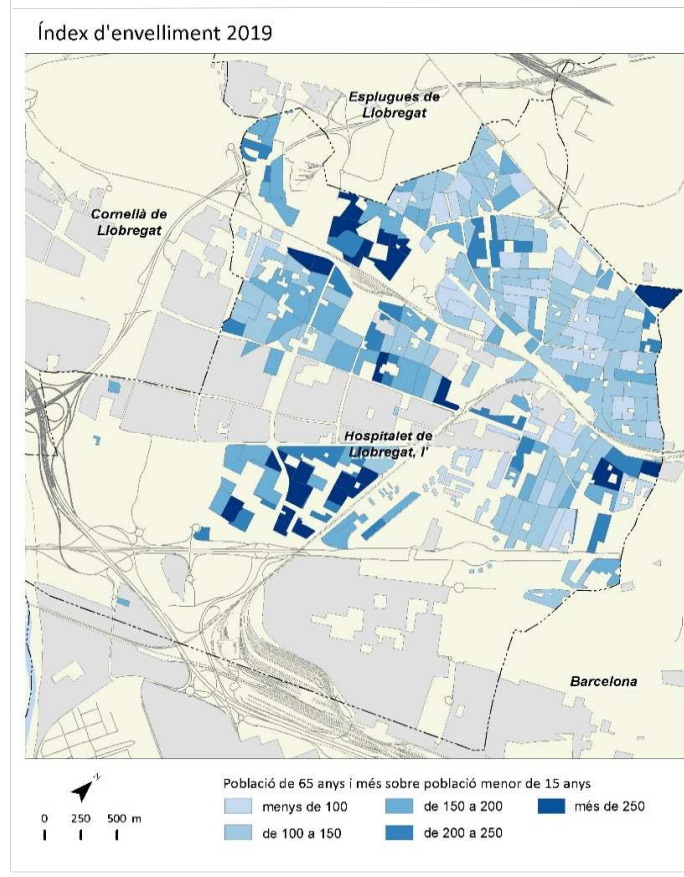 Índex d'envelliment 2019
Esplugues de
Llobregat
Cornellà de
Llobregat
Hospitalet de
Llobregat, l'
Barcelona
N
0 250 500 m
Població de 65 anys i més sobre població menor de 15 anys
menys de 100
de 150 a 200
més de 250
de 100 a 150
de 200 a 250